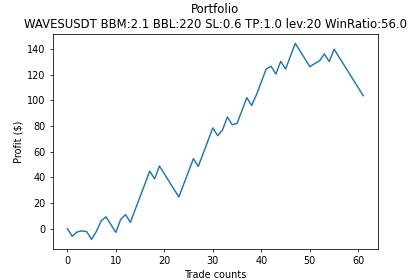 Portfolio
WAVESUSDT BBM:2.1 BBL:220 SL:0.6 TP:1.0 lev:20 WinRatio:56.0
140
120
100
80
60
40
20
0
Profit ($)
0 10 20 30 40 50 60
Trade counts